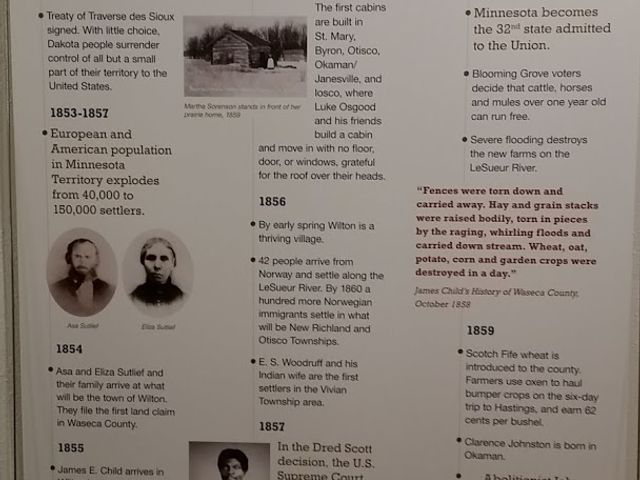 Treaty of Traverse des Sioux
signed. With little choice,
Dakota people surrender
control of all but a small
part of their territory to the
United States.
1853-1857
European and
American population
in Minnesota
Territory explodes
from 40,000 to
150,000 settlers.
Asa Sutlief
Eliza Sutlief
1854
Asa and Eliza Sutlief and
their family arrive at what
will be the town of Wilton.
They file the first land claim
in Waseca County.
1855
James E. Child arrives in
Martha Sorenson stands in front of her
prairie home, 1859
The first cabins
are built in
St. Mary,
Byron, Otisco,
Okaman/
Janesville, and
Iosco, where
Luke Osgood
and his friends
build a cabin
and move in with no floor,
door, or windows, grateful
for the roof over their heads.
1856
By early spring Wilton is a
thriving village.
42 people arrive from
Norway and settle along the
LeSueur River. By 1860 a
hundred more Norwegian
immigrants settle in what
will be New Richland and
Otisco Townships.
E. S. Woodruff and his
Indian wife are the first
settlers in the Vivian
Township area.
1857
In the Dred Scott
decision, the U.S.
Supreme Court
Minnesota becomes
the 32nd state admitted
to the Union.
Blooming Grove voters
decide that cattle, horses
and mules over one year old
can run free.
Severe flooding destroys
the new farms on the
LeSueur River.
“Fences were torn down and
carried away. Hay and grain stacks
were raised bodily, torn in pieces
by the raging, whirling floods and
carried down stream. Wheat, oat,
potato, corn and garden crops were
destroyed in a day.”
James Child's History of Waseca County,
October 1858
1859
Scotch Fife wheat is
introduced to the county.
Farmers use oxen to haul
bumper crops on the six-day
trip to Hastings, and earn 62
cents per bushel.
Clarence Johnston is born in
Okaman.
Abolitionist